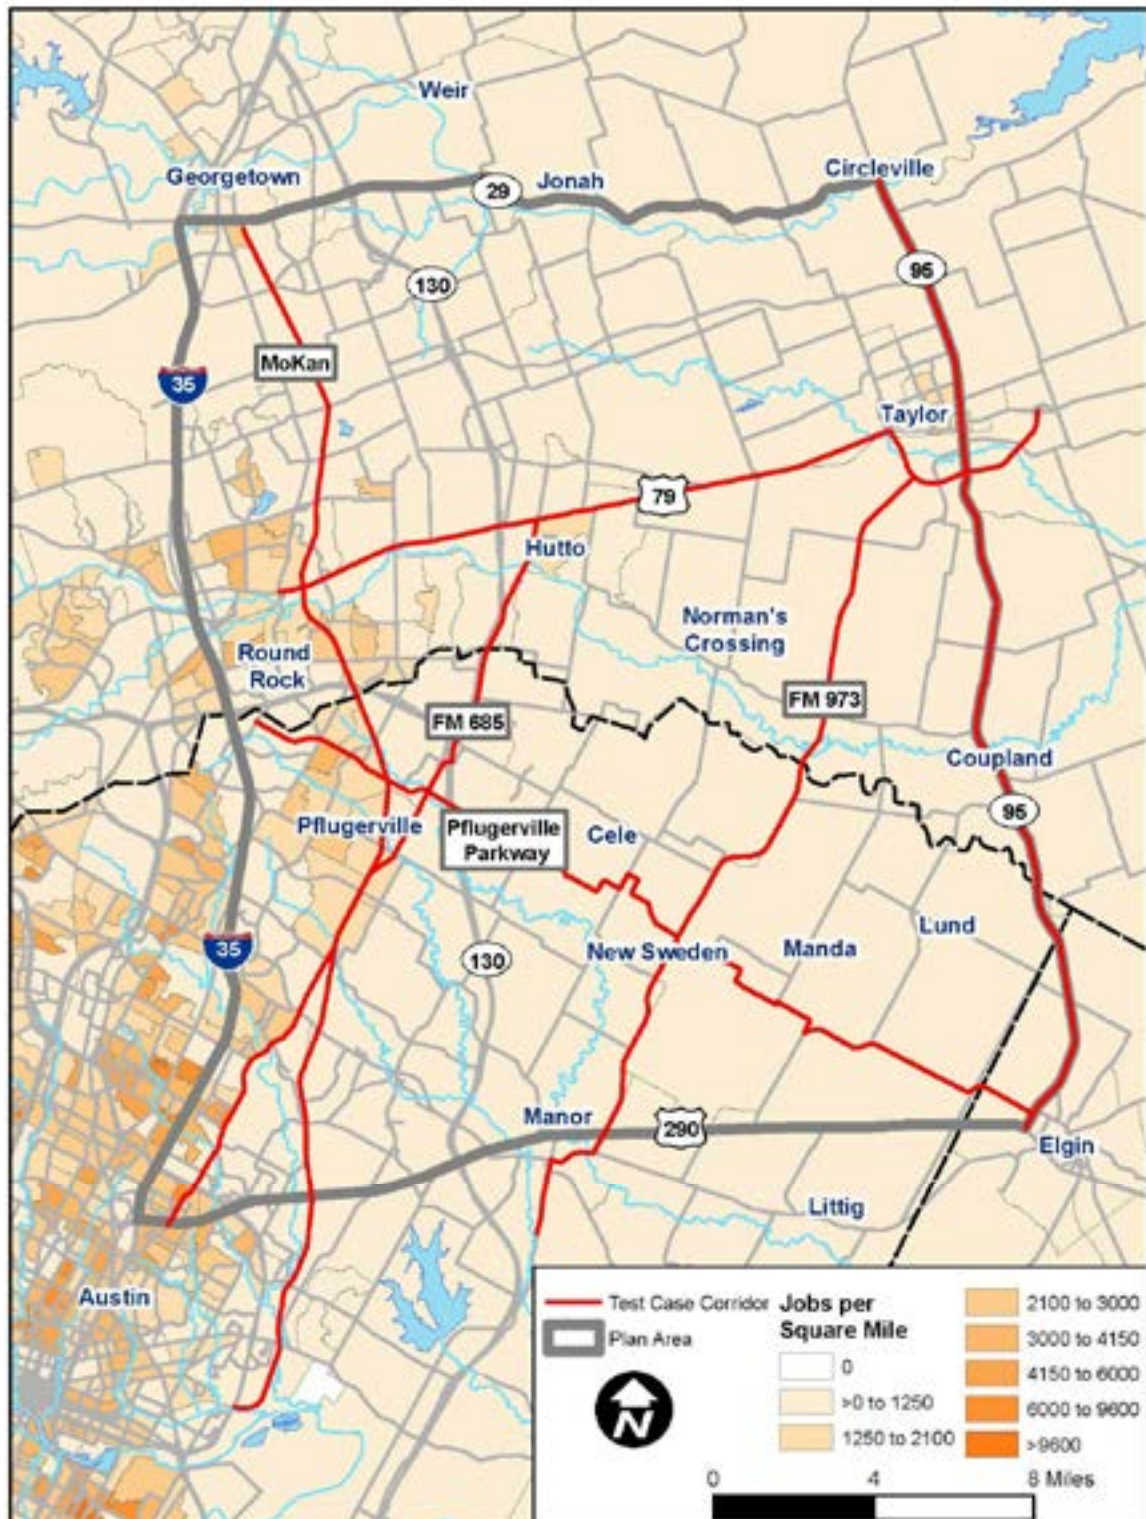 Weir
Georgetown
29
Jonah
Circleville
130
95
MoKan
35
Taylor
79
Hutto
Norman's
Crossing
Round
Rock
FM 685
FM 973
Coupland
95
Pflugerville
Pflugerville
Parkway
Cele
Lund
35
130
New Sweden
Manda
Manor
290
Elgin
Littig
Austin
Test Case Corridor
Plan Area
N
Jobs per
Square Mile
0
>0 to 1250
1250 to 2100
2100 to 3000
3000 to 4150
4150 to 6000
6000 to 9600
>9600
0 4 8 Miles